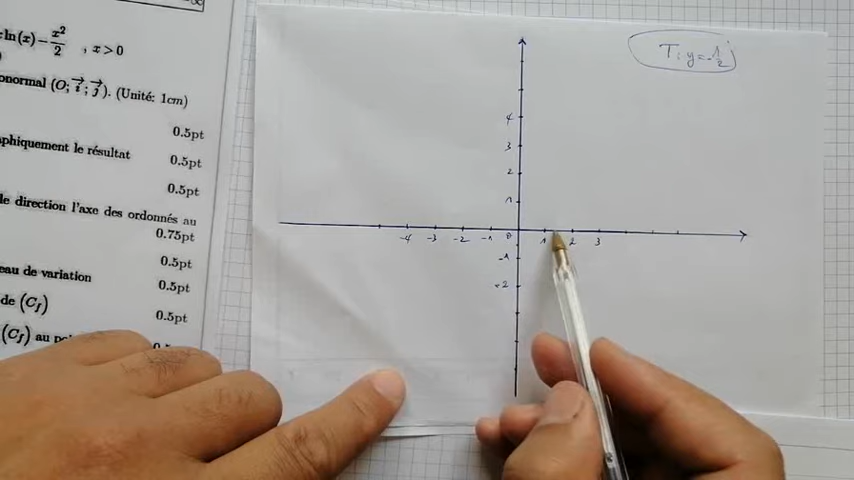 ln(x) − x²/2 , x>0
onormal (O; i⃗ ; j⃗). (Unité: 1cm)
0.5pt
phiquement le résultat
0.5pt
0.5pt
le direction l'axe des ordonnés au
0.75pt
0.5pt
eau de variation
0.5pt
de (C_f)
0.5pt
(C_f) au
T: y = -1/2
4
3
2
1
-4 -3 -2 -1 0 1 2 3
-1
-2